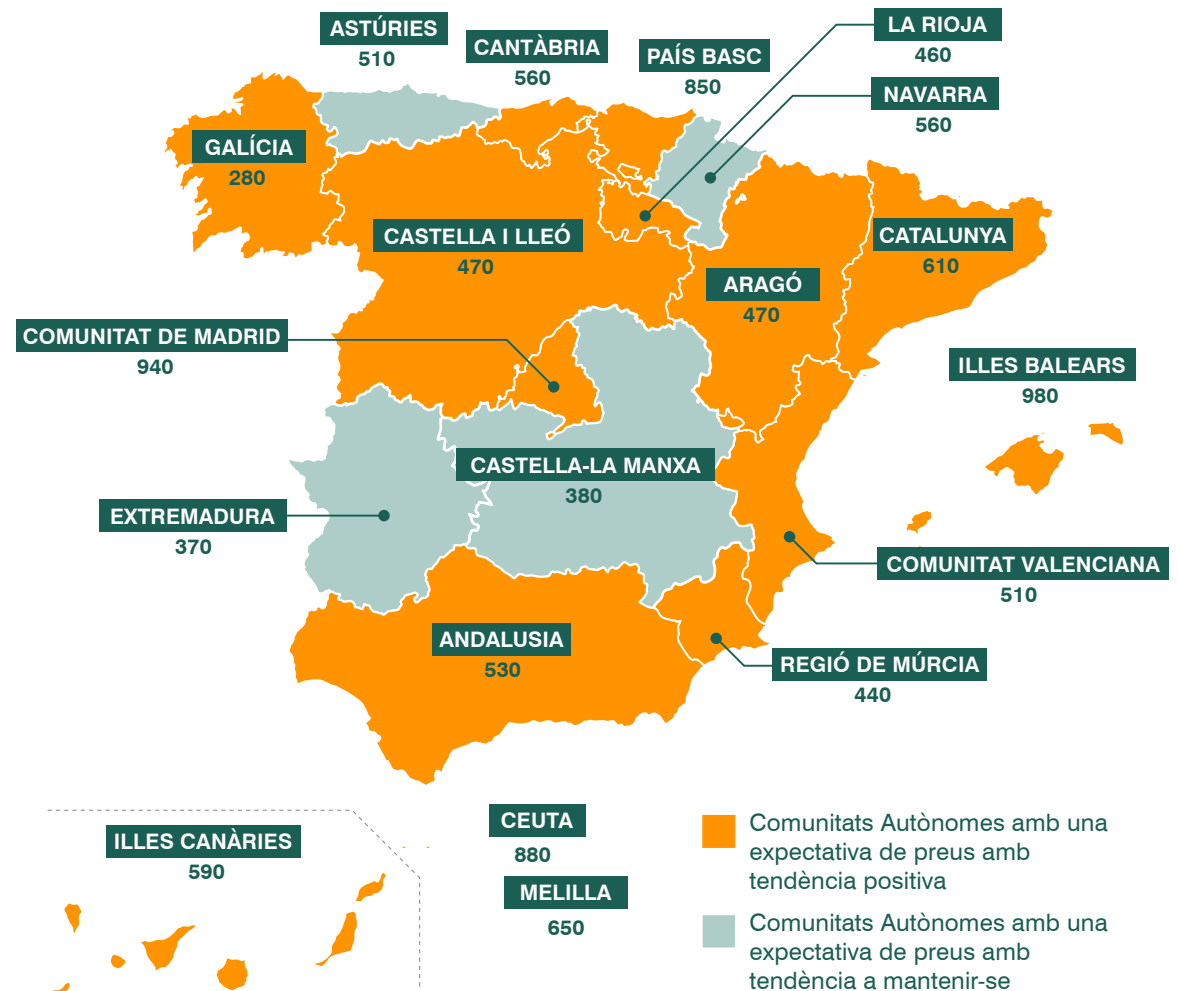 ASTÚRIES
510
CANTÀBRIA
560
PAÍS BASC
850
LA RIOJA
460
NAVARRA
560
GALÍCIA
280
CASTELLA I LLEÓ
470
CATALUNYA
610
ARAGÓ
470
COMUNITAT DE MADRID
940
ILLES BALEARS
980
CASTELLA-LA MANXA
380
EXTREMADURA
370
COMUNITAT VALENCIANA
510
ANDALUSIA
530
REGIÓ DE MÚRCIA
440
ILLES CANÀRIES
590
CEUTA
880
MELILLA
650
Comunitats Autònomes amb una
expectativa de preus amb
tendència positiva
Comunitats Autònomes amb una
expectativa de preus amb
tendència a mantenir-se